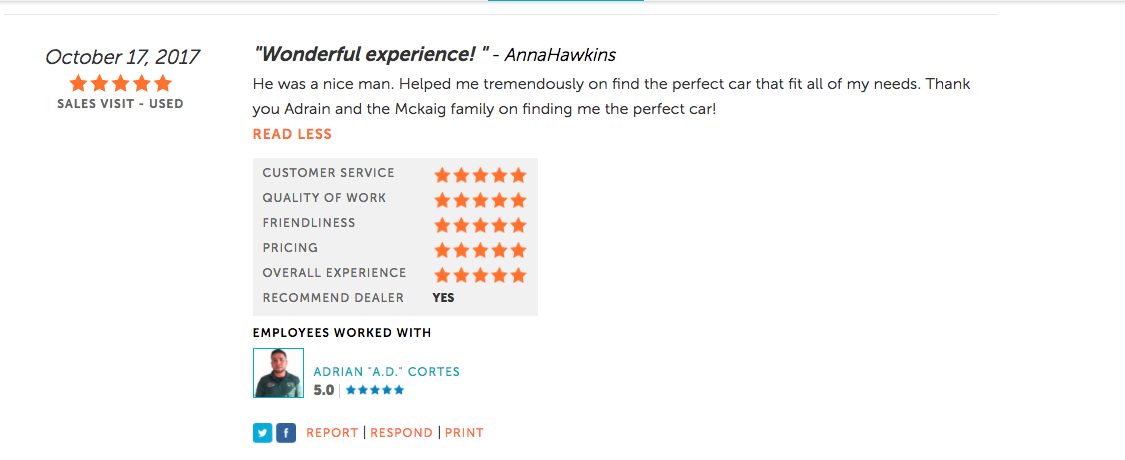 October 17, 2017
SALES VISIT - USED
"Wonderful experience! " - AnnaHawkins
He was a nice man. Helped me tremendously on find the perfect car that fit all of my needs. Thank
you Adrain and the Mckaig family on finding me the perfect car!
READ LESS
CUSTOMER SERVICE
QUALITY OF WORK
FRIENDLINESS
PRICING
OVERALL EXPERIENCE
RECOMMEND DEALER YES
EMPLOYEES WORKED WITH
ADRIAN "A.D." CORTES
5.0
REPORT | RESPOND | PRINT